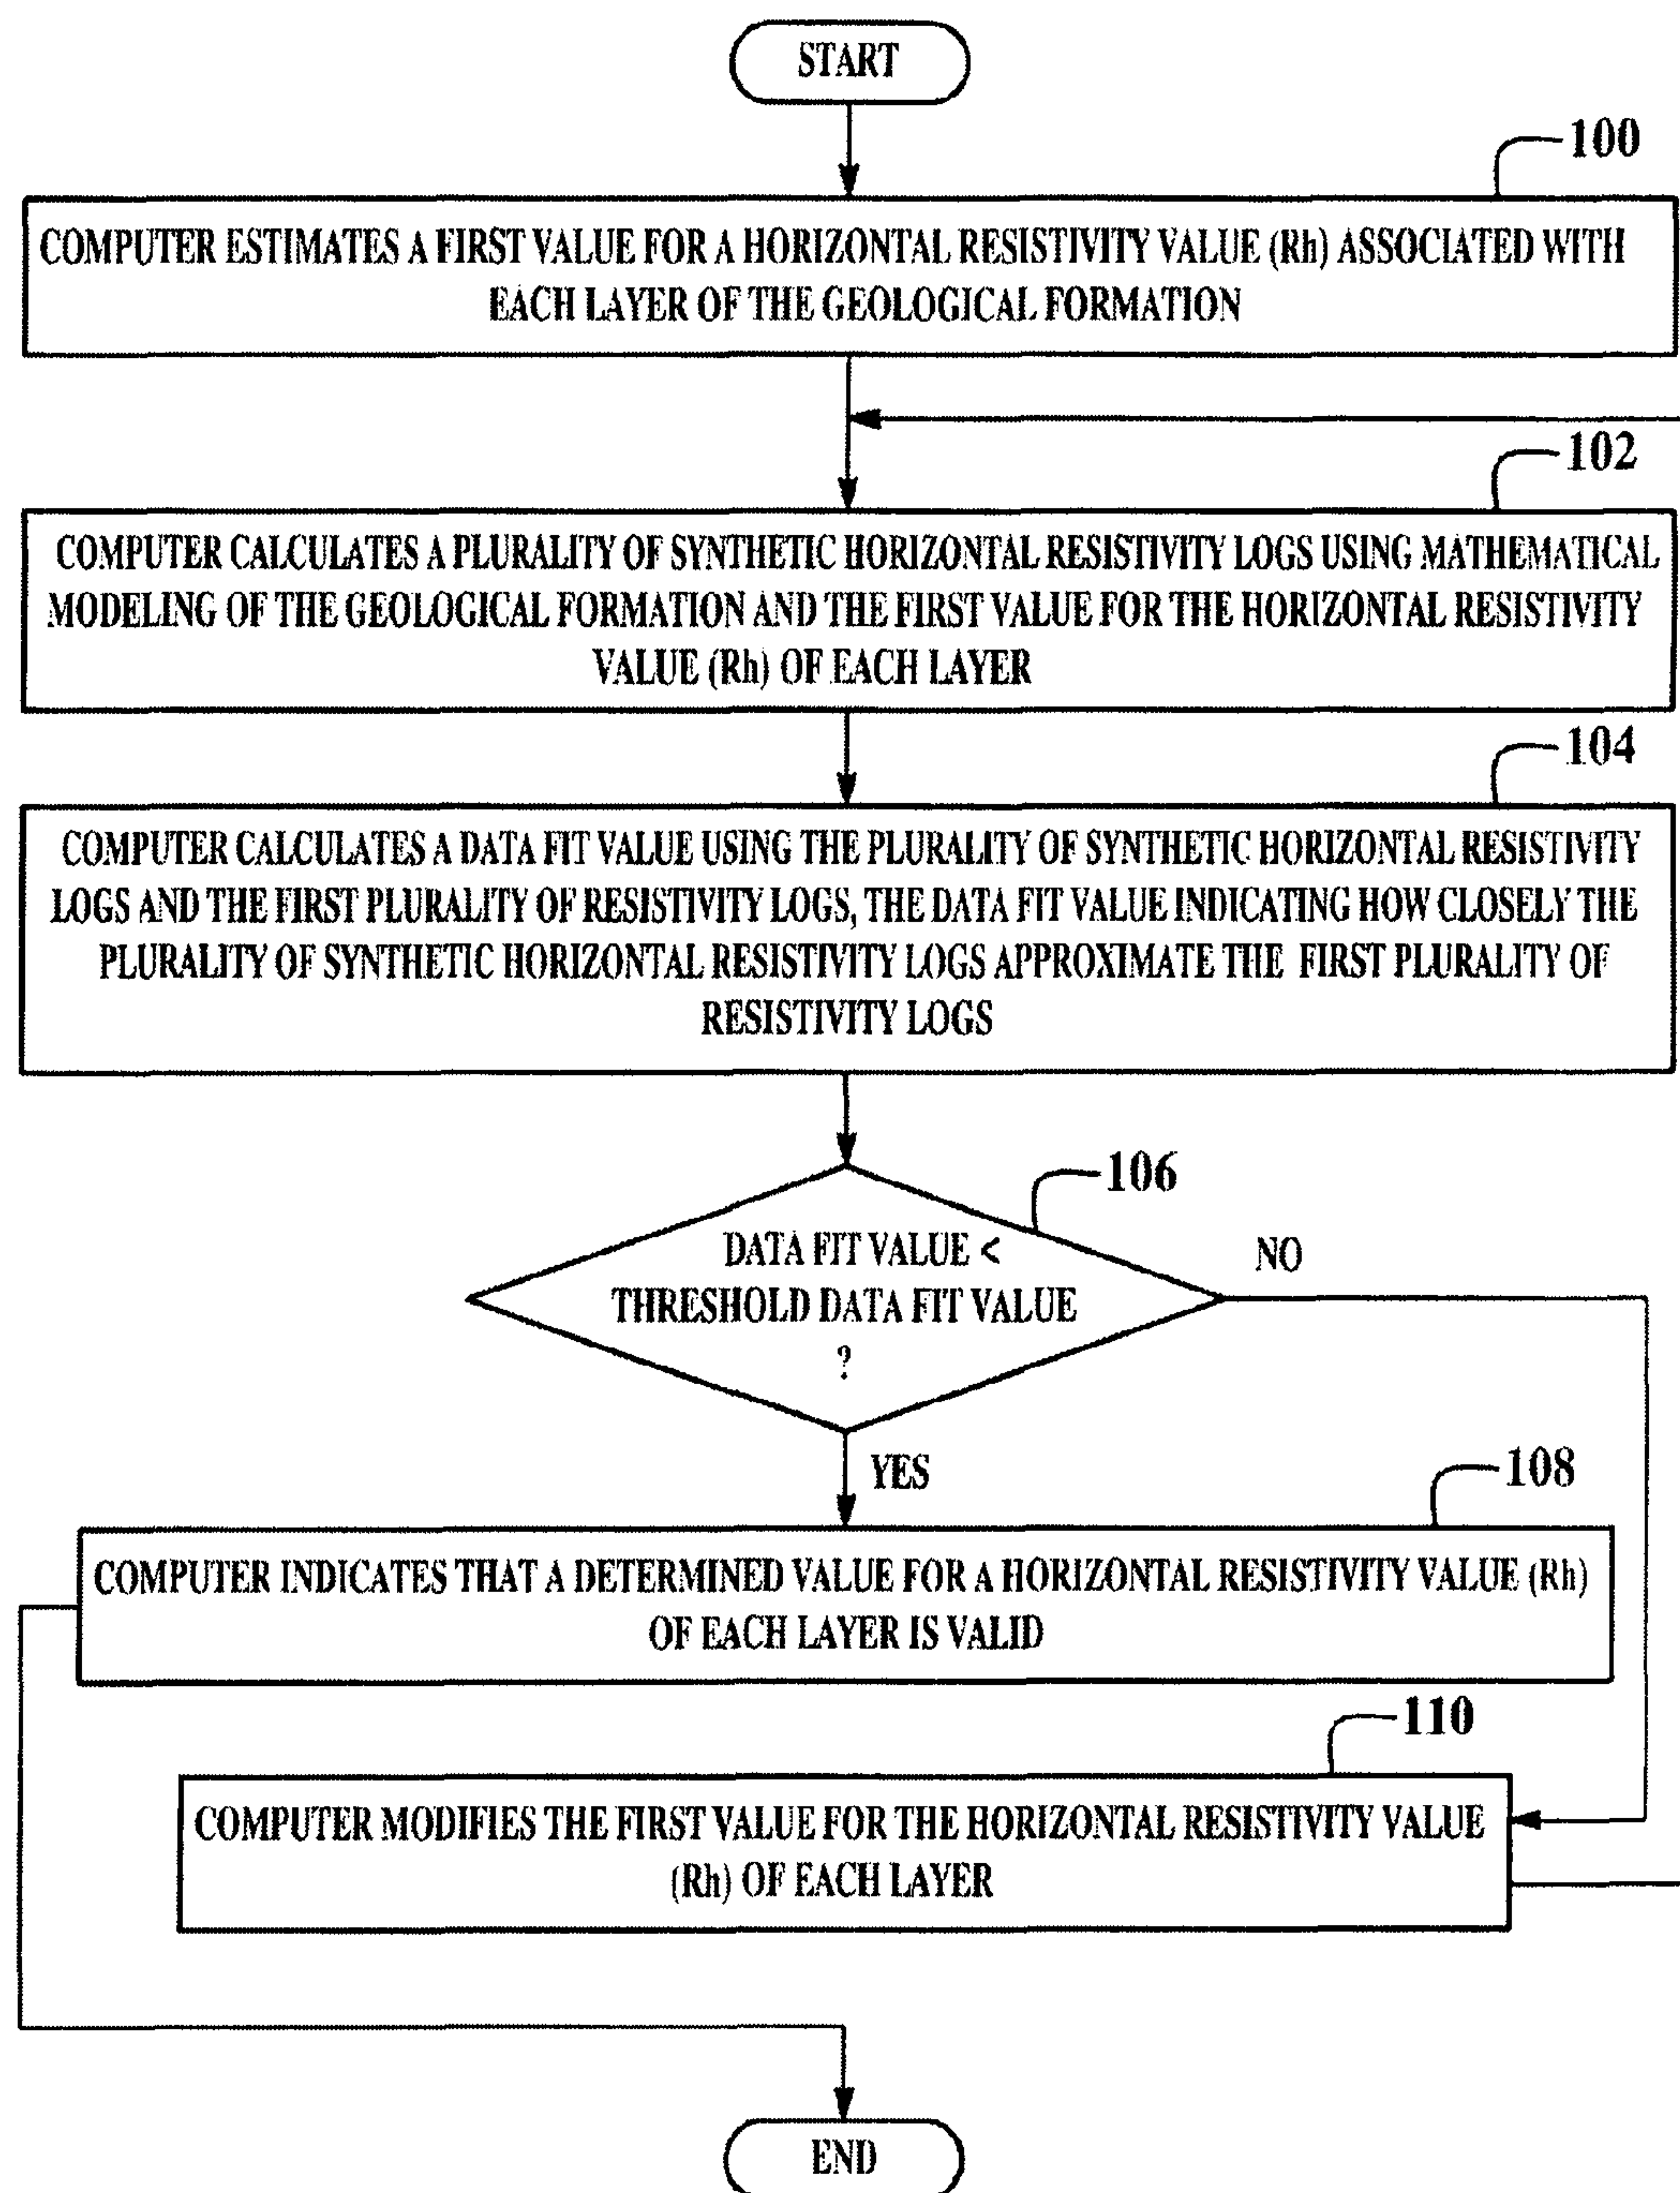 START
100
COMPUTER ESTIMATES A FIRST VALUE FOR A HORIZONTAL RESISTIVITY VALUE (Rh) ASSOCIATED WITH
EACH LAYER OF THE GEOLOGICAL FORMATION
102
COMPUTER CALCULATES A PLURALITY OF SYNTHETIC HORIZONTAL RESISTIVITY LOGS USING MATHEMATICAL
MODELING OF THE GEOLOGICAL FORMATION AND THE FIRST VALUE FOR THE HORIZONTAL RESISTIVITY
VALUE (Rh) OF EACH LAYER
104
COMPUTER CALCULATES A DATA FIT VALUE USING THE PLURALITY OF SYNTHETIC HORIZONTAL RESISTIVITY
LOGS AND THE FIRST PLURALITY OF RESISTIVITY LOGS, THE DATA FIT VALUE INDICATING HOW CLOSELY THE
PLURALITY OF SYNTHETIC HORIZONTAL RESISTIVITY LOGS APPROXIMATE THE FIRST PLURALITY OF
RESISTIVITY LOGS
106
DATA FIT VALUE <
THRESHOLD DATA FIT VALUE
?
NO
YES
108
COMPUTER INDICATES THAT A DETERMINED VALUE FOR A HORIZONTAL RESISTIVITY VALUE (Rh)
OF EACH LAYER IS VALID
110
COMPUTER MODIFIES THE FIRST VALUE FOR THE HORIZONTAL RESISTIVITY VALUE
(Rh) OF EACH LAYER
END